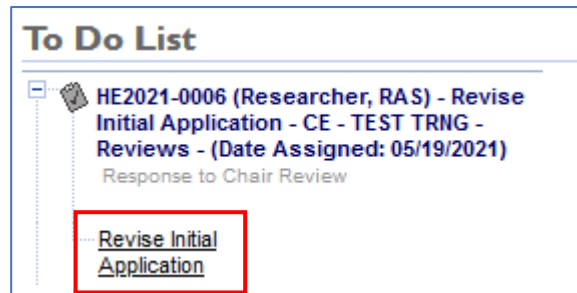 To Do List
HE2021-0006 (Researcher, RAS) - Revise
Initial Application - CE - TEST TRNG -
Reviews - (Date Assigned: 05/19/2021)
Response to Chair Review
Revise Initial
Application